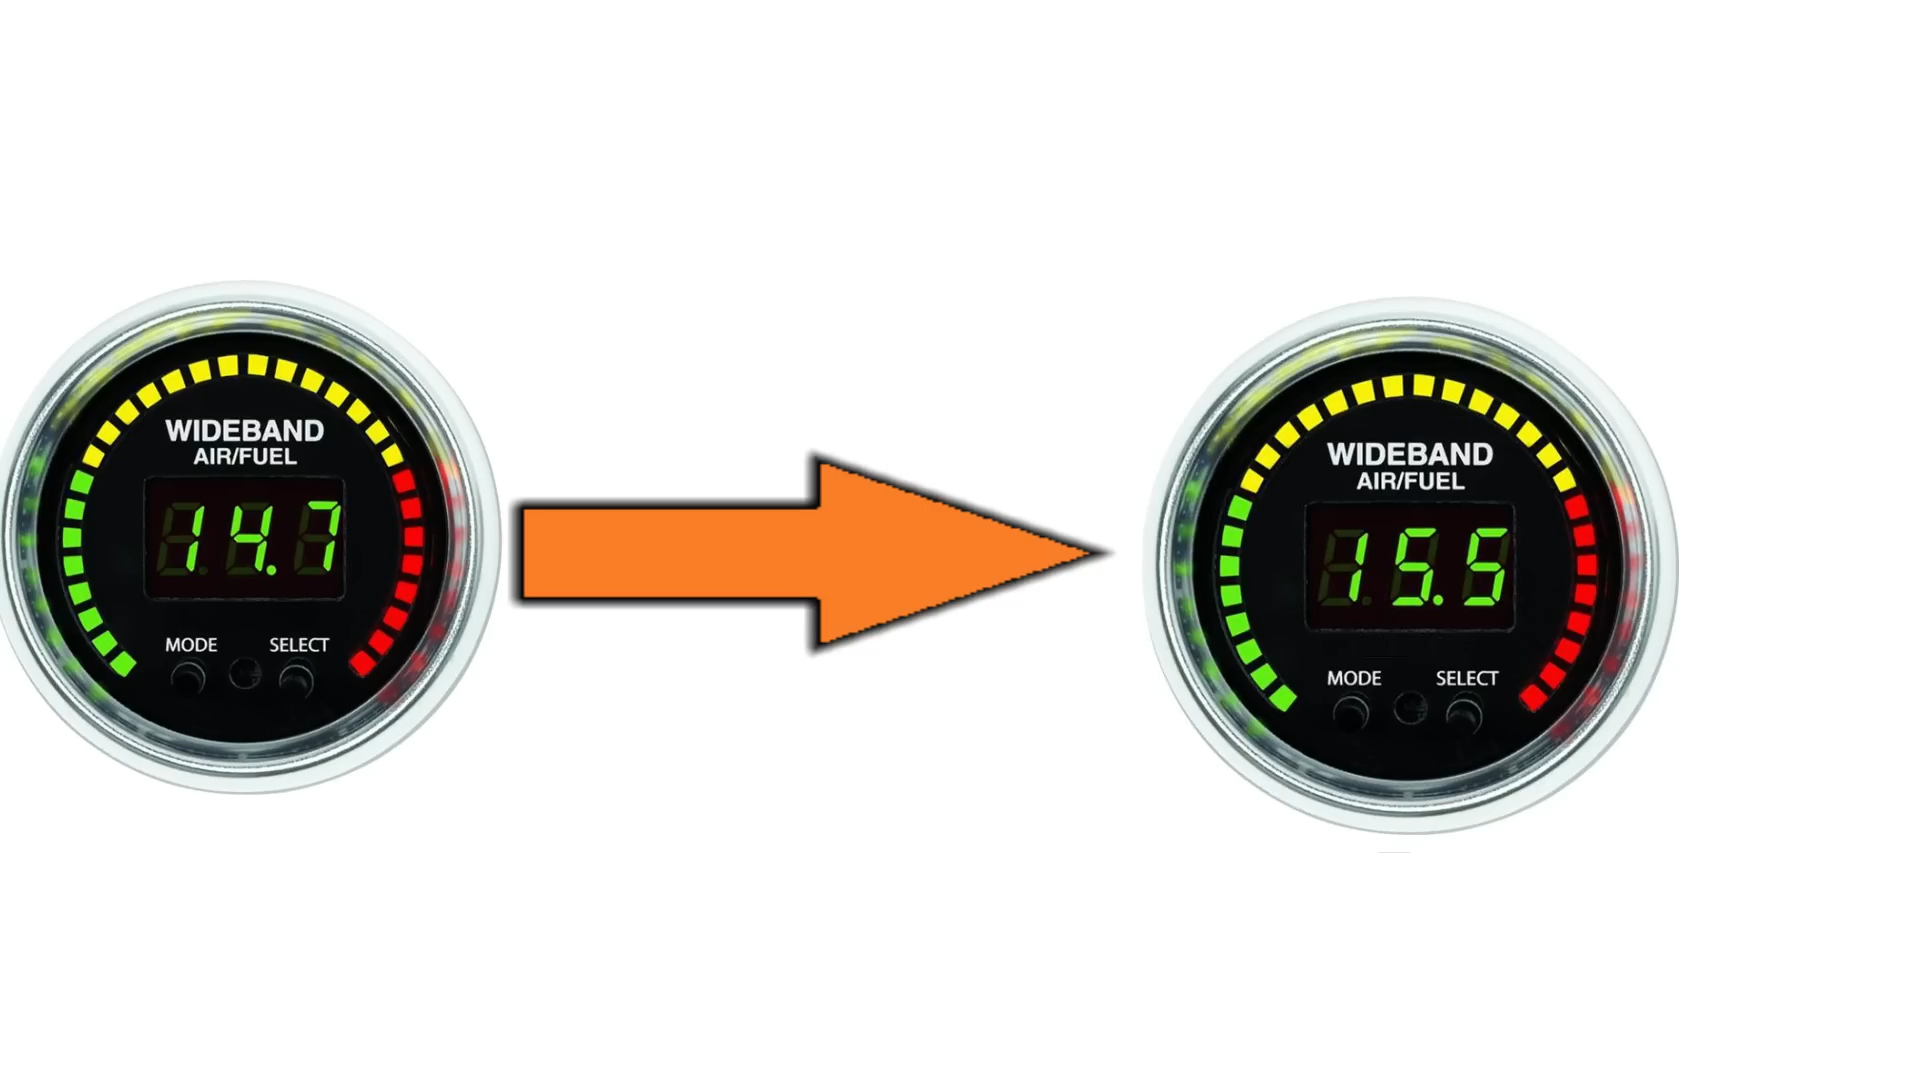 WIDEBAND
AIR/FUEL
14.7
MODE SELECT
WIDEBAND
AIR/FUEL
15.5
MODE SELECT